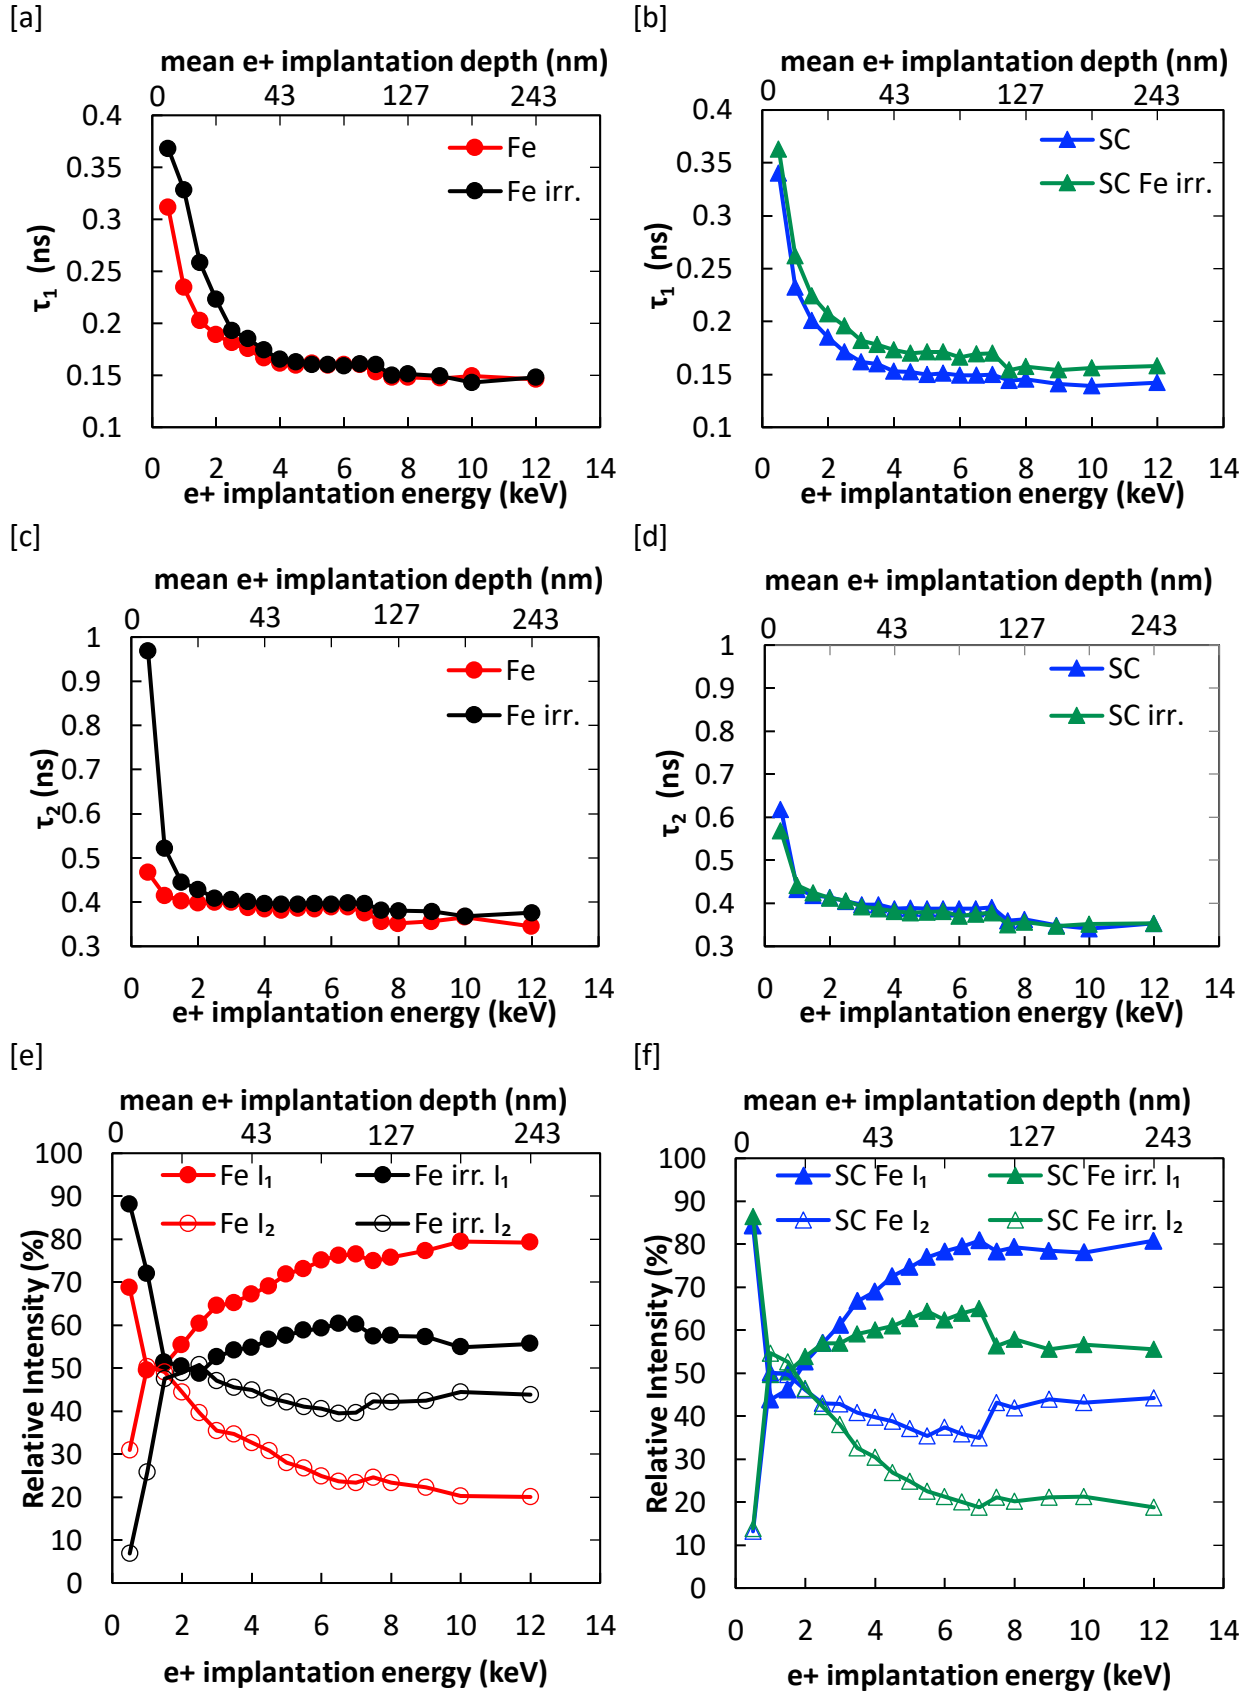 [a]
mean e+ implantation depth (nm)
0 43 127 243
0.4
0.35
0.3
0.25
0.2
0.15
0.1
τ₁ (ns)
Fe
Fe irr.
0 2 4 6 8 10 12 14
e+ implantation energy (keV)
[b]
mean e+ implantation depth (nm)
0 43 127 243
0.4
0.35
0.3
0.25
0.2
0.15
0.1
τ₁ (ns)
SC
SC Fe irr.
0 2 4 6 8 10 12 14
e+ implantation energy (keV)
[c]
mean e+ implantation depth (nm)
0 43 127 243
1
0.9
0.8
0.7
0.6
0.5
0.4
0.3
τ₂ (ns)
Fe
Fe irr.
0 2 4 6 8 10 12 14
e+ implantation energy (keV)
[d]
mean e+ implantation depth (nm)
0 43 127 243
1
0.9
0.8
0.7
0.6
0.5
0.4
0.3
τ₂ (ns)
SC
SC irr.
0 2 4 6 8 10 12 14
e+ implantation energy (keV)
[e]
mean e+ implantation depth (nm)
0 43 127 243
100
90
80
70
60
50
40
30
20
10
0
Relative Intensity (%)
Fe I₁ Fe irr. I₁
Fe I₂ Fe irr. I₂
0 2 4 6 8 10 12 14
e+ implantation energy (keV)
[f]
mean e+ implantation depth (nm)
0 43 127 243
100
90
80
70
60
50
40
30
20
10
0
Relative Intensity (%)
SC Fe I₁ SC Fe irr. I₁
SC Fe I₂ SC Fe irr. I₂
0 2 4 6 8 10 12 14
e+ implantation energy (keV)